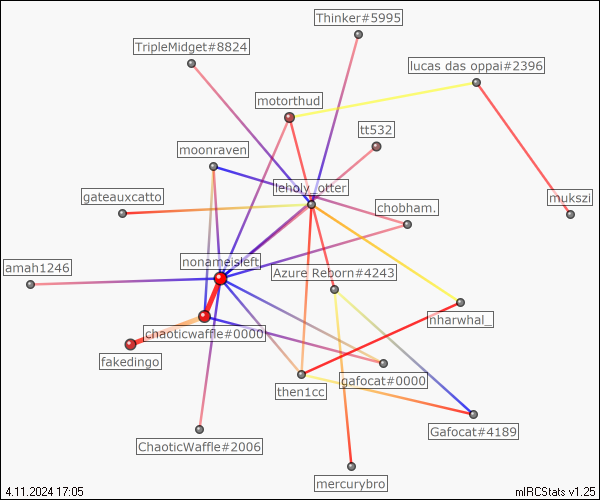 Thinker#5995
TripleMidget#8824
lucas das oppai#2396
motorthud
tt532
moonraven
leholy_otter
gateauxcatto
mukszi
chobham.
nonameisleft
amah1246
Azure Reborn#4243
nharwhal_
chaoticwaffle#0000
fakedingo
gafocat#0000
then1cc
Gafocat#4189
ChaoticWaffle#2006
mercurybro
4.11.2024 17:05
mIRCStats v1.25